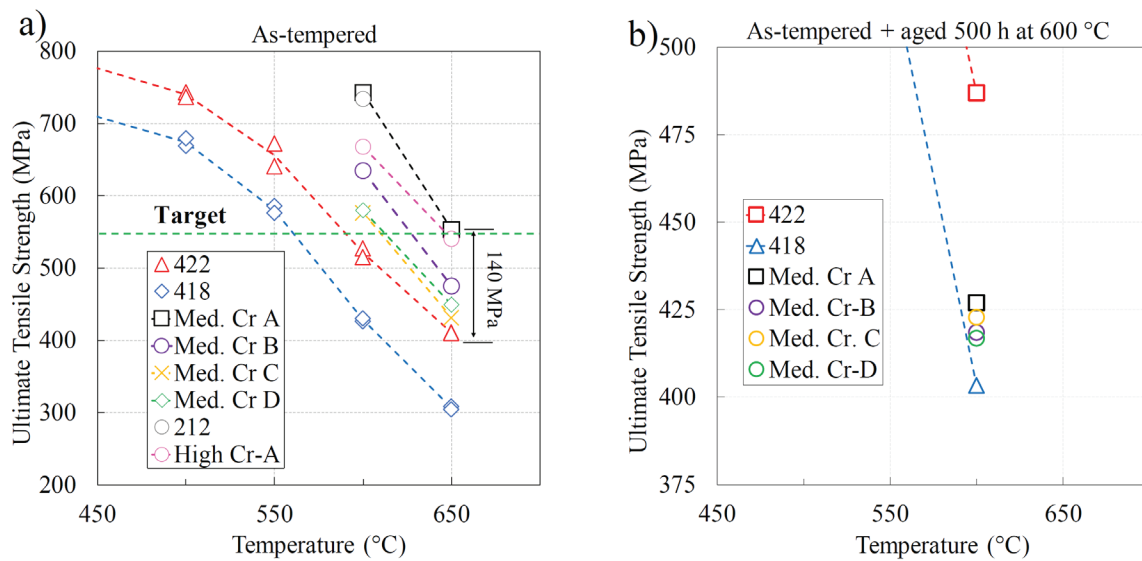 a)
As-tempered
Ultimate Tensile Strength (MPa)
800
700
600
500
400
300
200
Target
422
418
Med. Cr A
Med. Cr B
Med. Cr C
Med. Cr D
212
High Cr-A
140 MPa
450
550
650
Temperature (°C)
b)
As-tempered + aged 500 h at 600 °C
Ultimate Tensile Strength (MPa)
500
475
450
425
400
375
422
418
Med. Cr A
Med. Cr-B
Med. Cr. C
Med. Cr-D
450
550
650
Temperature (°C)